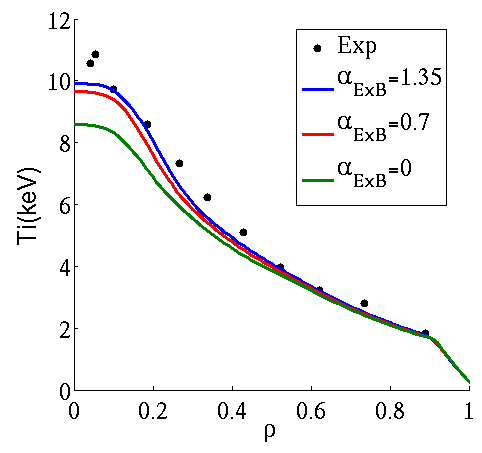 12
10
8
6
4
2
0
Ti(keV)
Exp
α_ExB=1.35
α_ExB=0.7
α_ExB=0
0 0.2 0.4 0.6 0.8 1
ρ